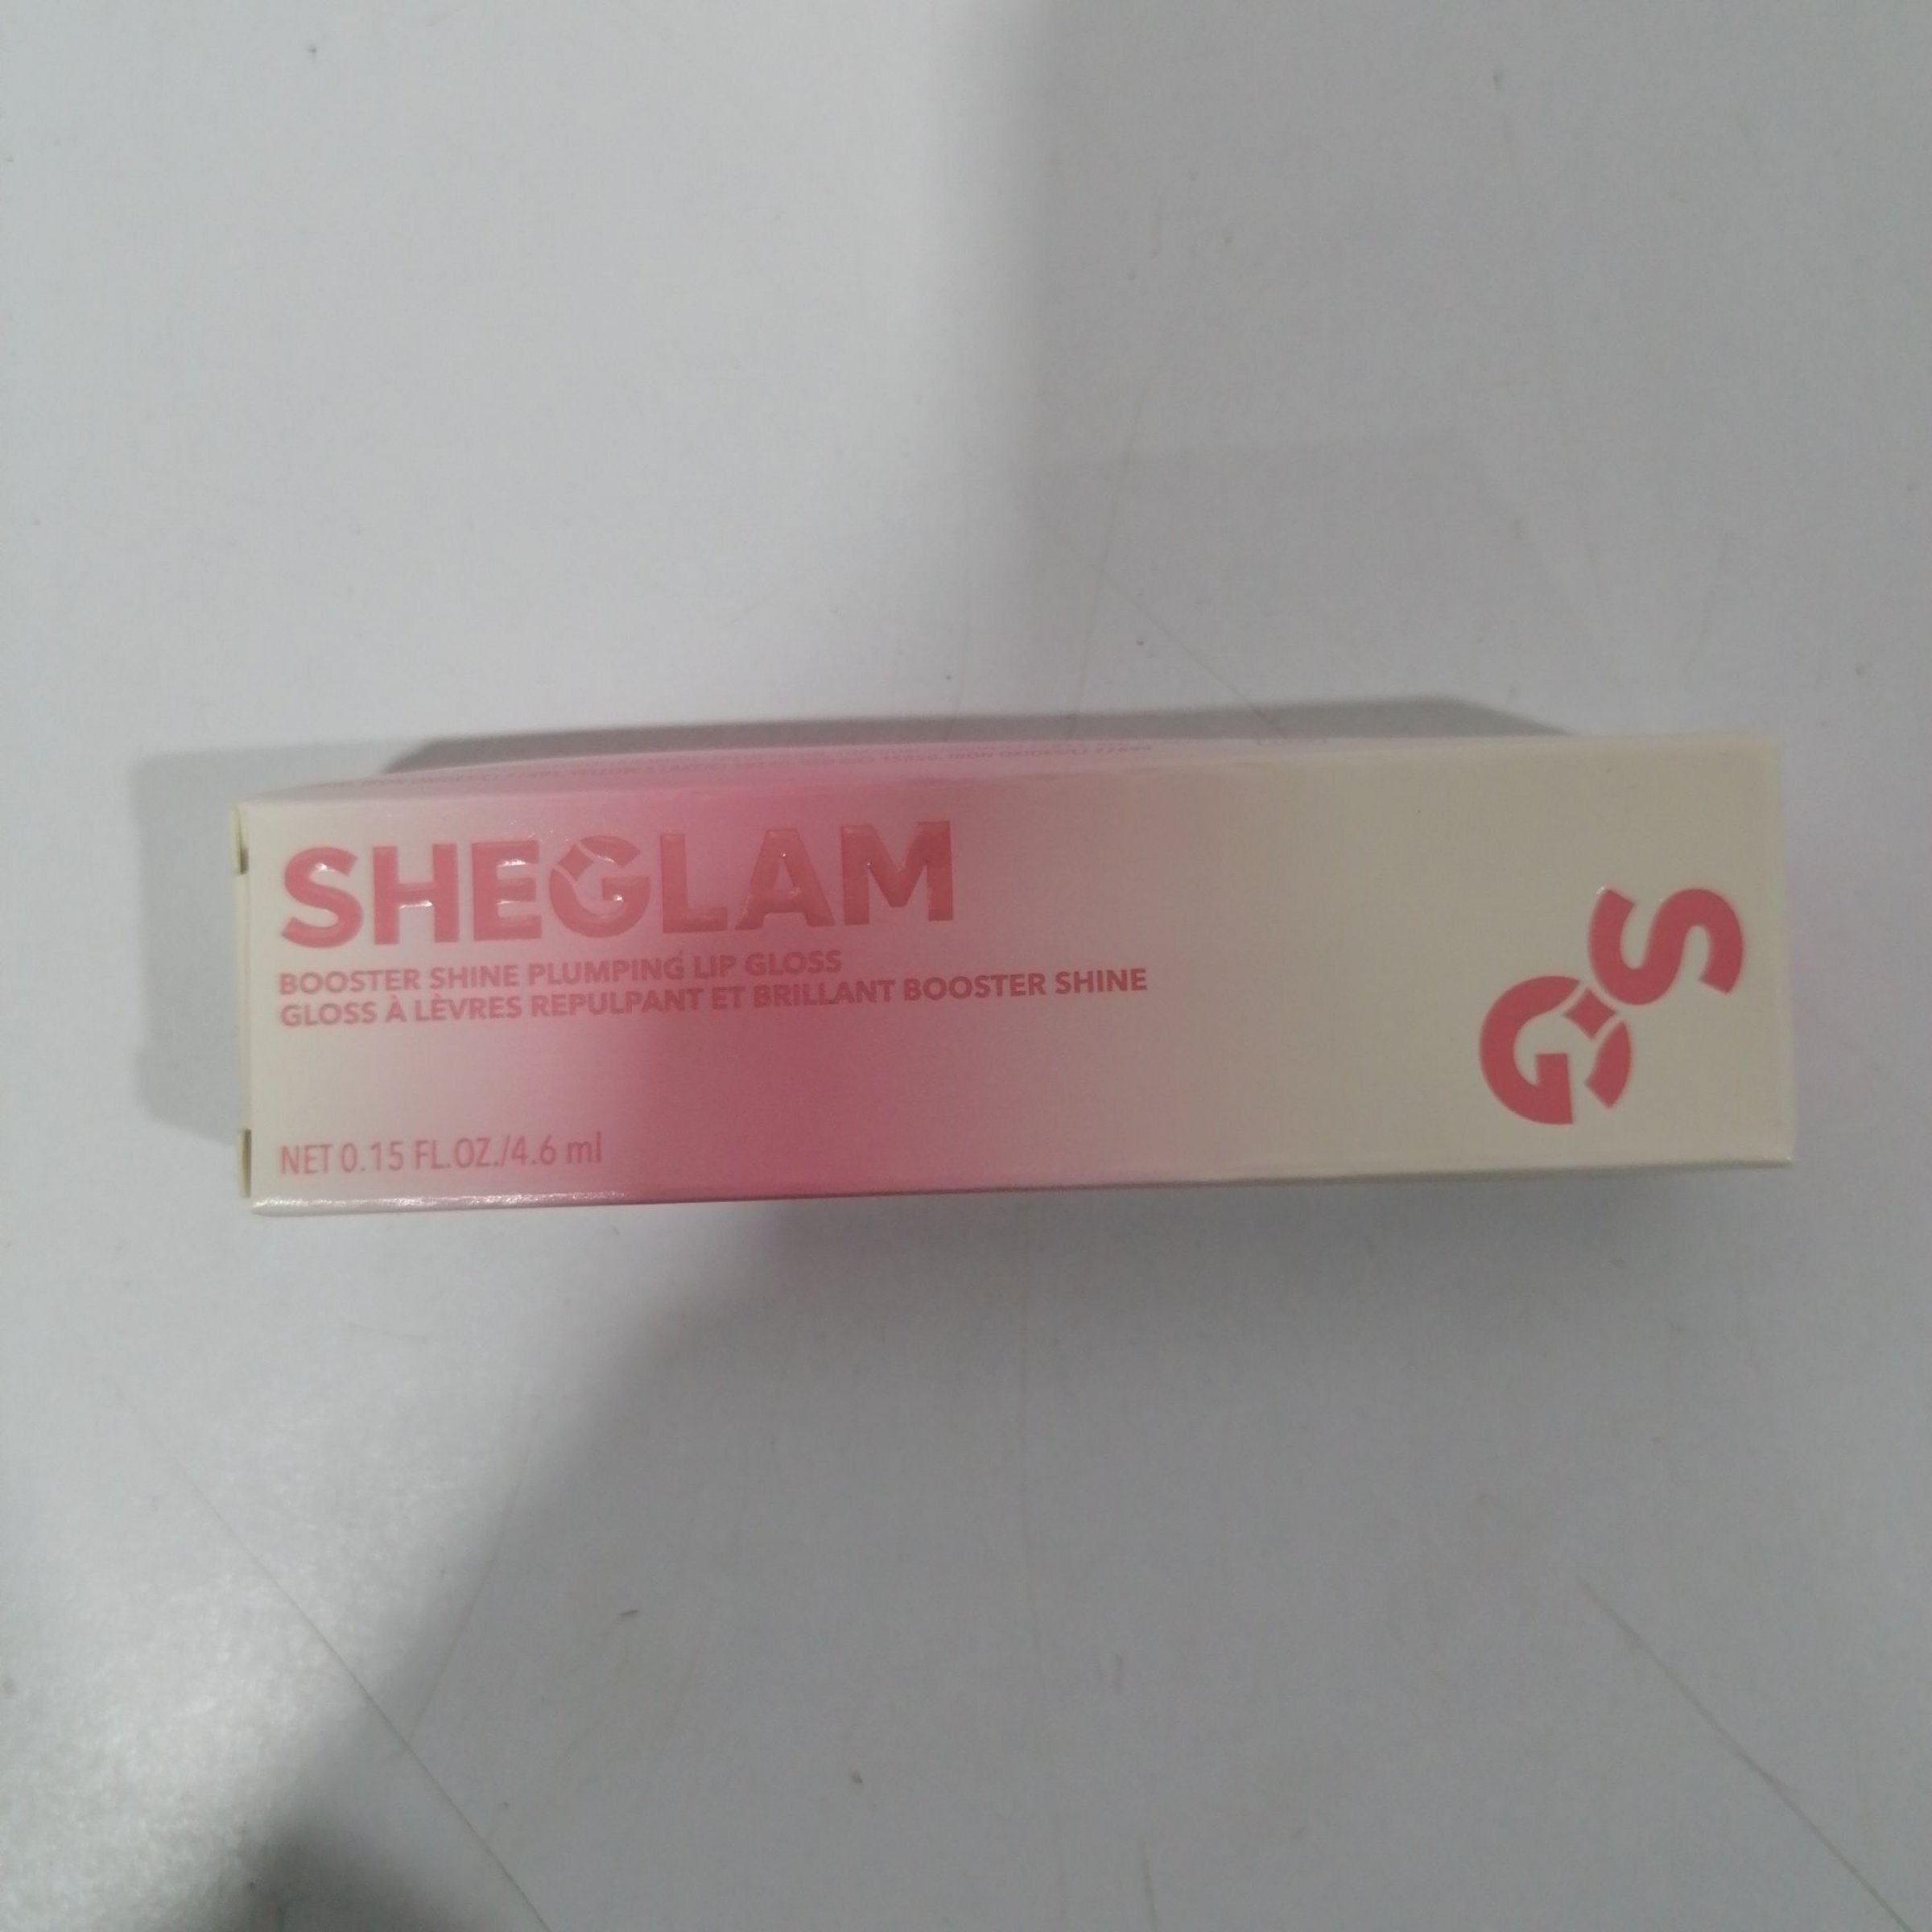 SHEGLAM
BOOSTER SHINE PLUMPING LIP GLOSS
GLOSS À LÈVRES REPULPANT ET BRILLANT BOOSTER SHINE
NET 0.15 FL.OZ./4.6 ml
SG